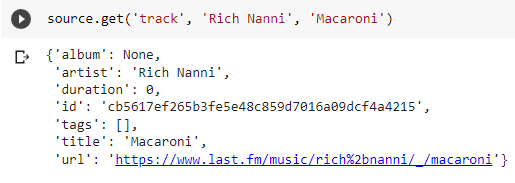 source.get('track', 'Rich Nanni', 'Macaroni')
{'album': None,
'artist': 'Rich Nanni',
'duration': 0,
'id': 'cb5617ef265b3fe5e48c859d7016a09dcf4a4215',
'tags': [],
'title': 'Macaroni',
'url': 'https://www.last.fm/music/rich%2bnanni/_/macaroni'}